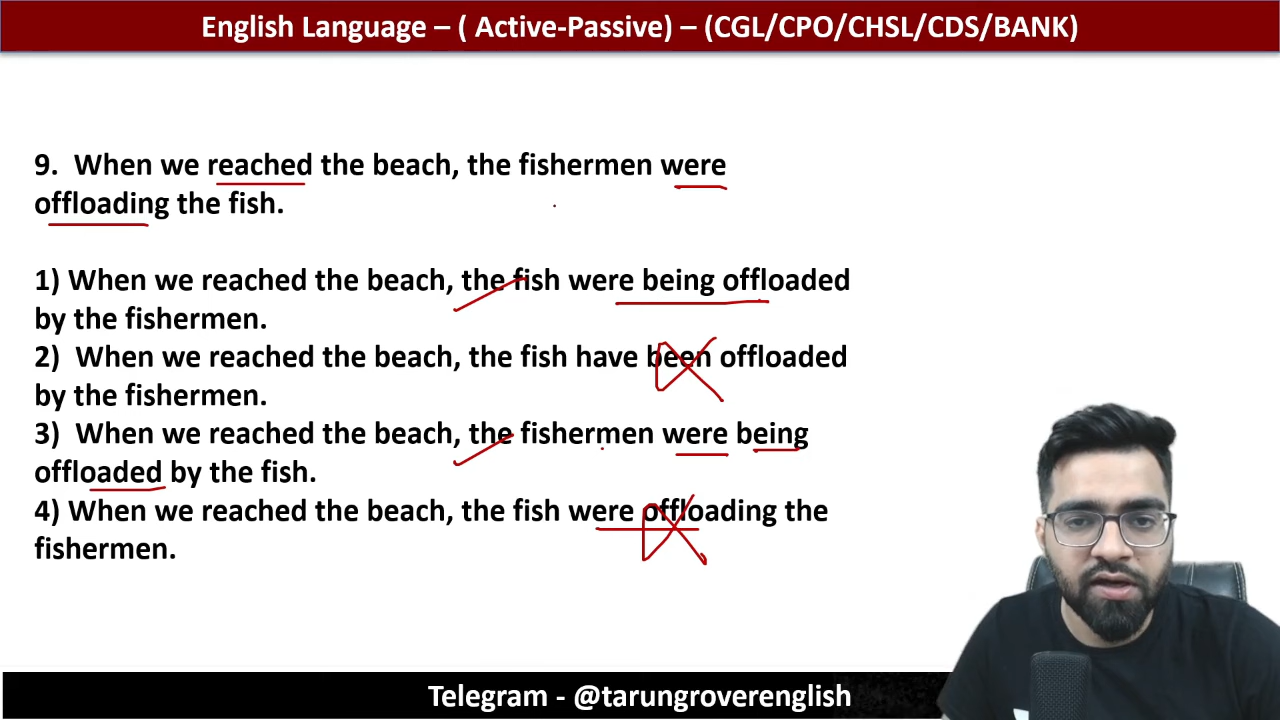 English Language – ( Active-Passive) – (CGL/CPO/CHSL/CDS/BANK)
9. When we reached the beach, the fishermen were
offloading the fish.
1) When we reached the beach, the fish were being offloaded
by the fishermen.
2) When we reached the beach, the fish have been offloaded
by the fishermen.
3) When we reached the beach, the fishermen were being
offloaded by the fish.
4) When we reached the beach, the fish were offloading the
fishermen.
Telegram - @tarungroverenglish